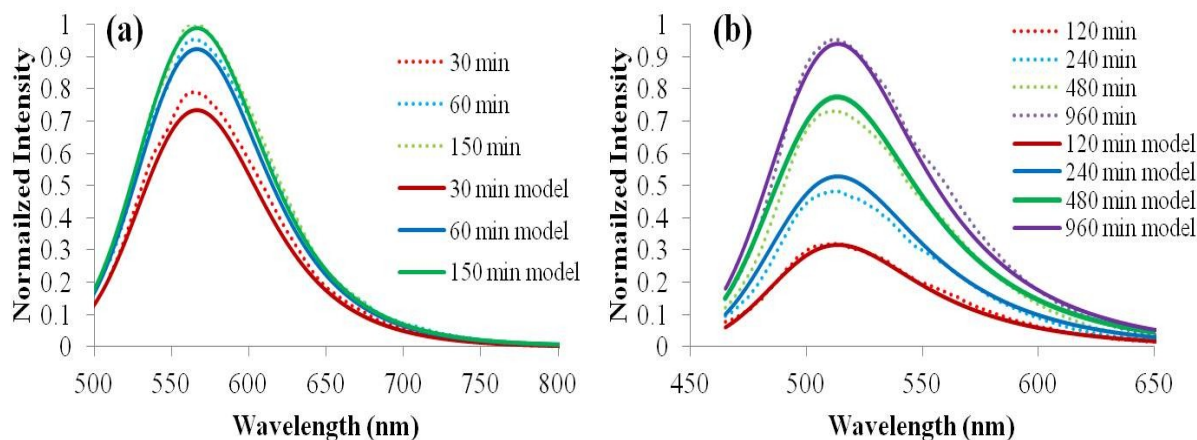 (a)
Normailzed Intensity
1
0.9
0.8
0.7
0.6
0.5
0.4
0.3
0.2
0.1
0
500
550
600
650
700
750
800
Wavelength (nm)
30 min
60 min
150 min
30 min model
60 min model
150 min model
(b)
Normailzed Intensity
1
0.9
0.8
0.7
0.6
0.5
0.4
0.3
0.2
0.1
0
450
500
550
600
650
Wavelength (nm)
120 min
240 min
480 min
960 min
120 min model
240 min model
480 min model
960 min model